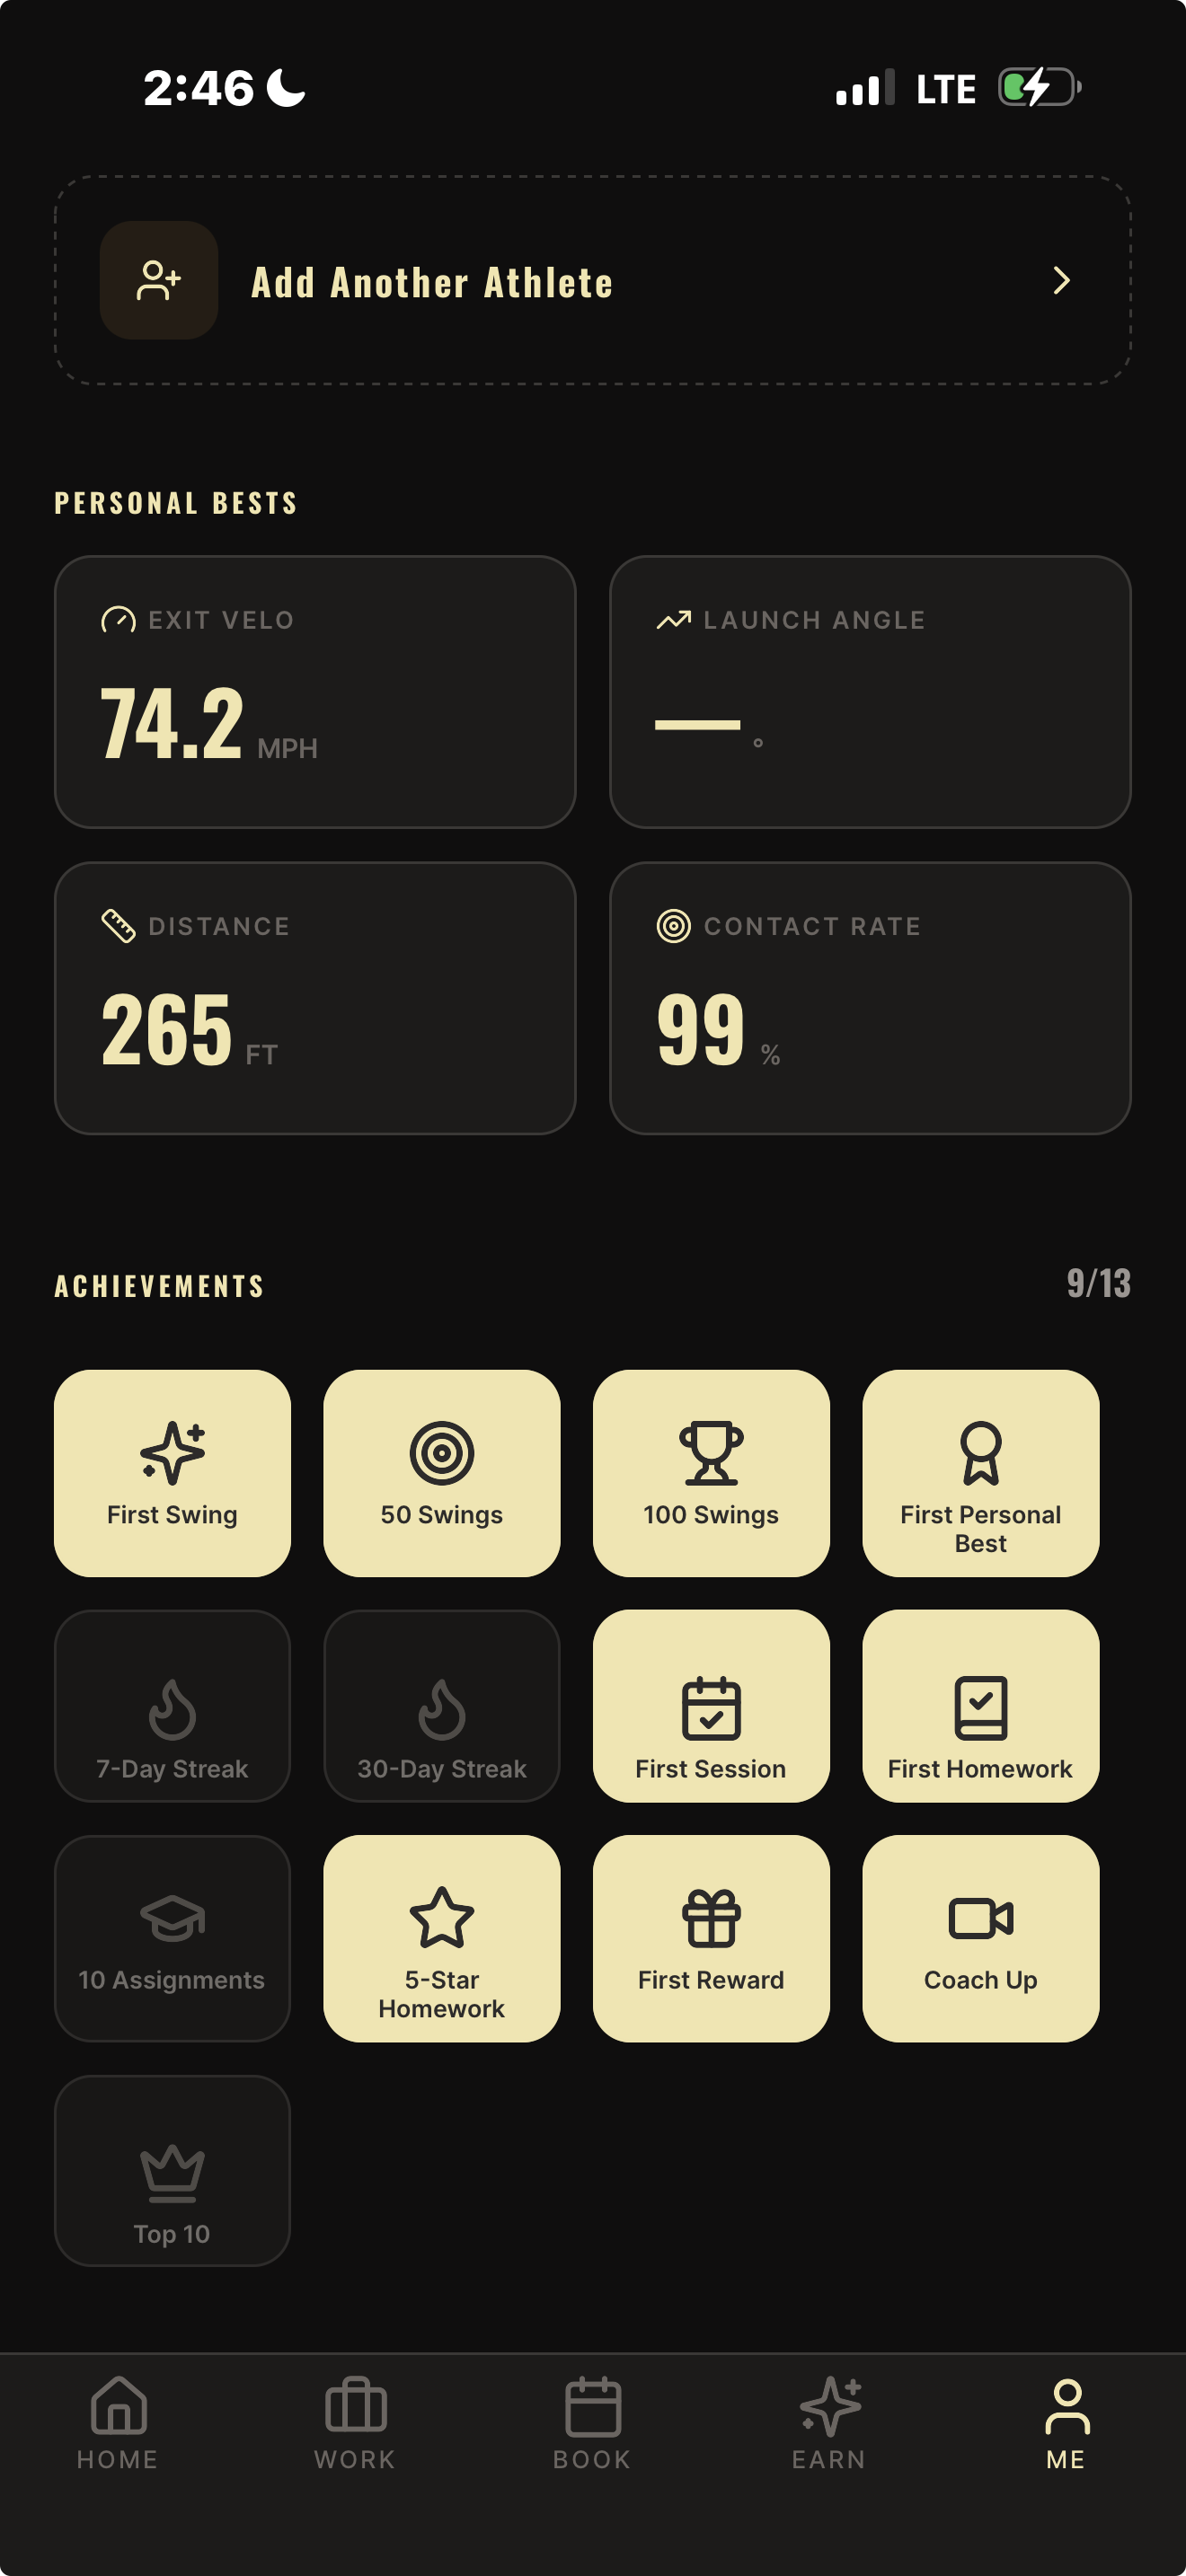 2:46
LTE
Add Another Athlete
PERSONAL BESTS
EXIT VELO
74.2 MPH
LAUNCH ANGLE
— °
DISTANCE
265 FT
CONTACT RATE
99 %
ACHIEVEMENTS
9/13
First Swing
50 Swings
100 Swings
First Personal
Best
7-Day Streak
30-Day Streak
First Session
First Homework
10 Assignments
5-Star
Homework
First Reward
Coach Up
Top 10
HOME
WORK
BOOK
EARN
ME